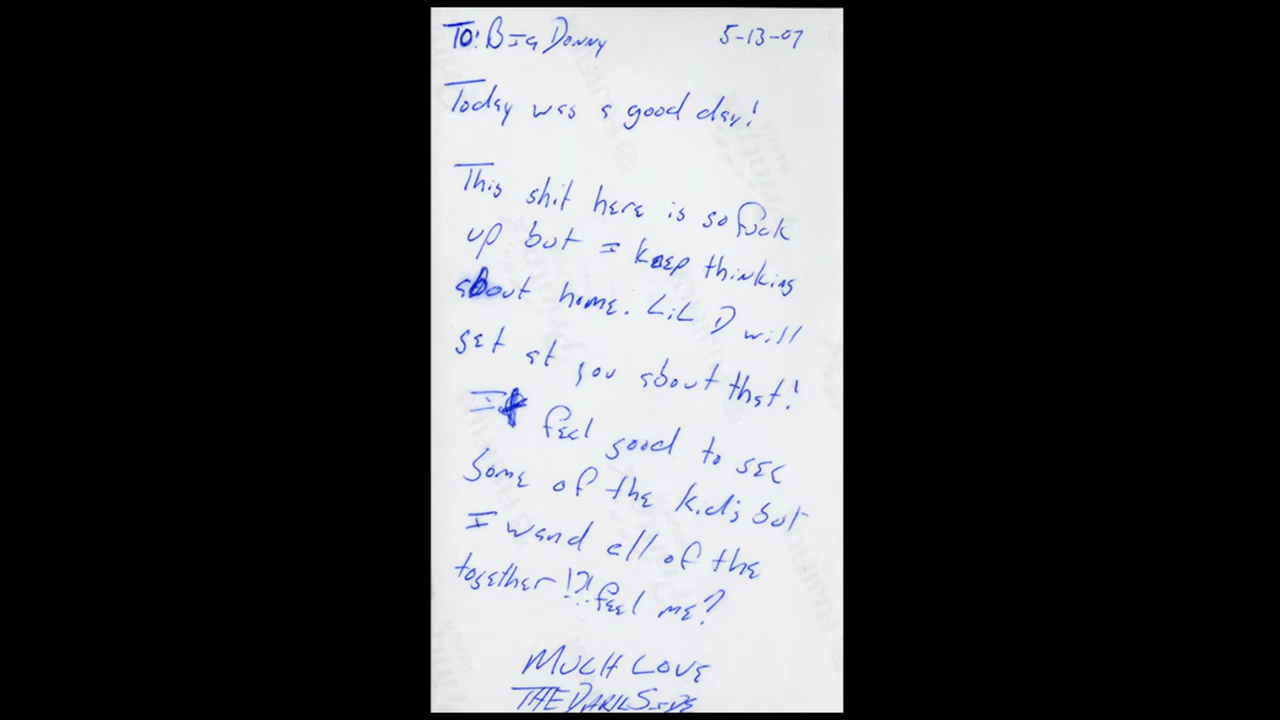 TO: BIG DONNY 5-13-07
Today was a good day!
This shit here is so fuck
up but I keep thinking
about home. LiL D will
get at you about that!
I feel good to see
some of the kids but
I wand all of the
together!?! feel me?
MUCH LOVE
THE DARKSIDE